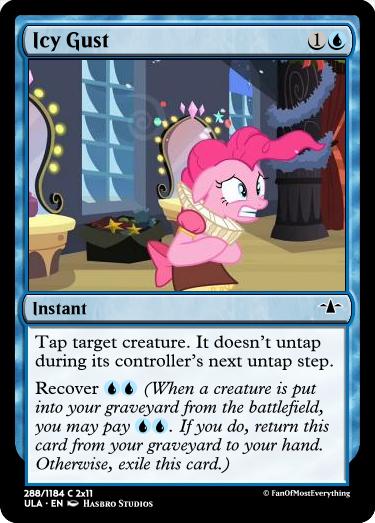 Icy Gust 1
Instant
Tap target creature. It doesn't untap
during its controller's next untap step.
Recover (When a creature is put
into your graveyard from the battlefield,
you may pay . If you do, return this
card from your graveyard to your hand.
Otherwise, exile this card.)
288/1184 C 2x11
ULA • EN Hasbro Studios
© FanOfMostEverything